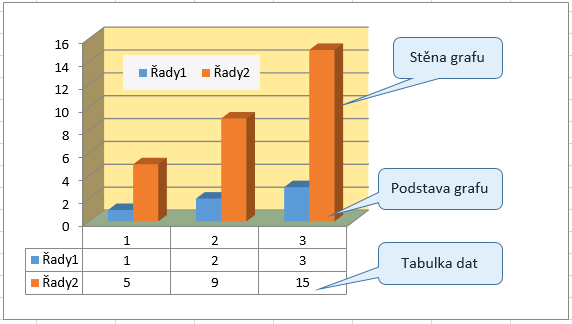 16
14
12
10
8
6
4
2
0
Řady1 Řady2
Stěna grafu
Podstava grafu
1 2 3
Řady1 1 2 3
Řady2 5 9 15
Tabulka dat